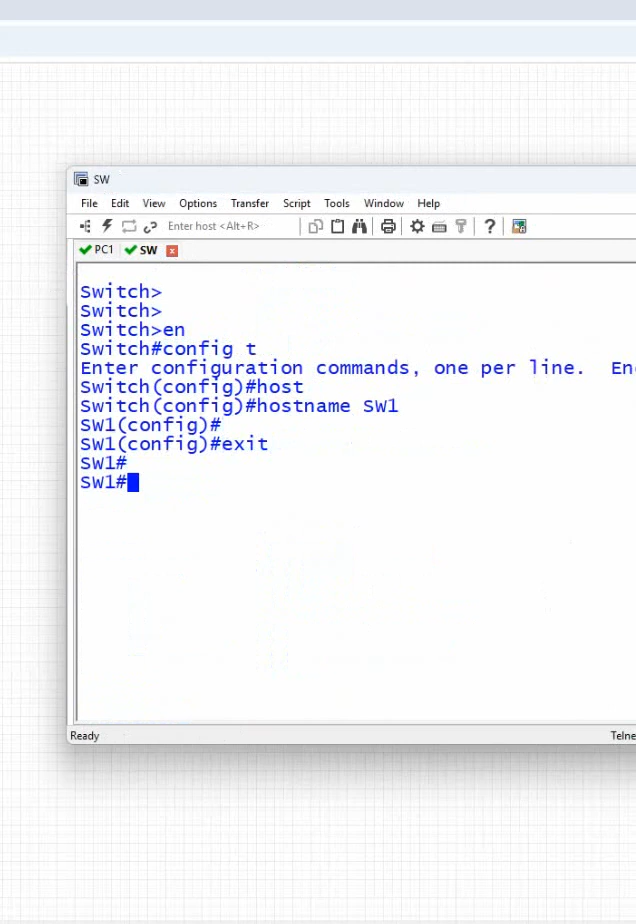 SW
File Edit View Options Transfer Script Tools Window Help
Enter host <Alt+R>
PC1 SW x
Switch>
Switch>
Switch>en
Switch#config t
Enter configuration commands, one per line. En
Switch(config)#host
Switch(config)#hostname SW1
SW1(config)#
SW1(config)#exit
SW1#
SW1#
Ready Telne